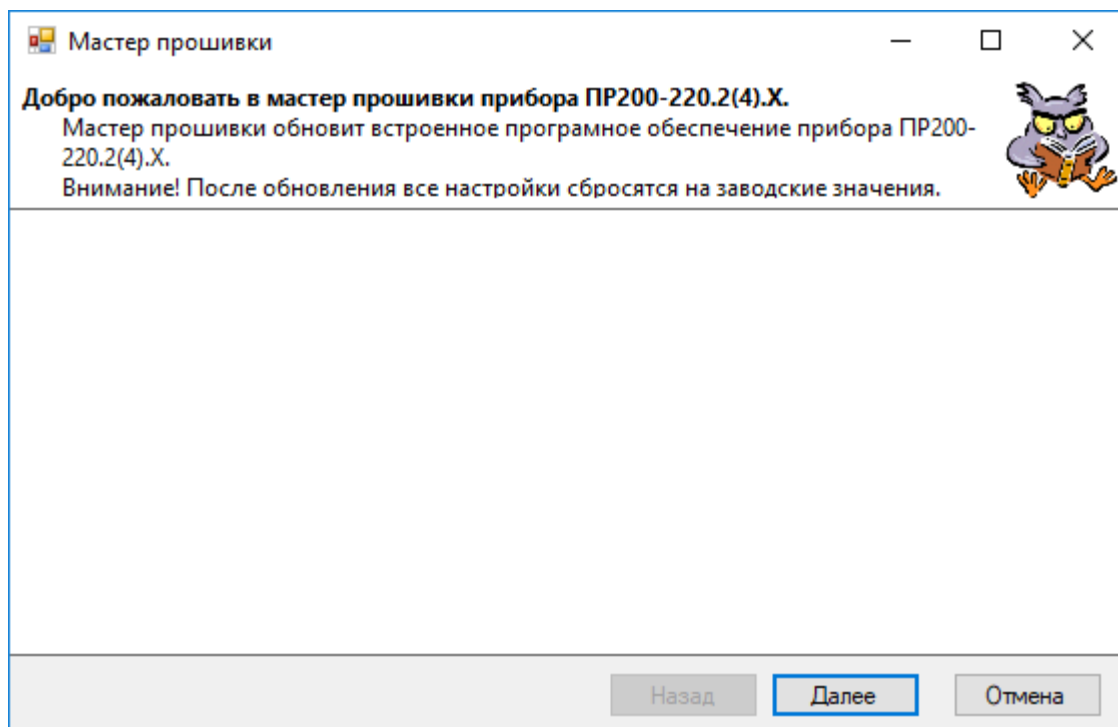 Мастер прошивки
Добро пожаловать в мастер прошивки прибора ПР200-220.2(4).X.
Мастер прошивки обновит встроенное програмное обеспечение прибора ПР200-
220.2(4).X.
Внимание! После обновления все настройки сбросятся на заводские значения.
Назад
Далее
Отмена